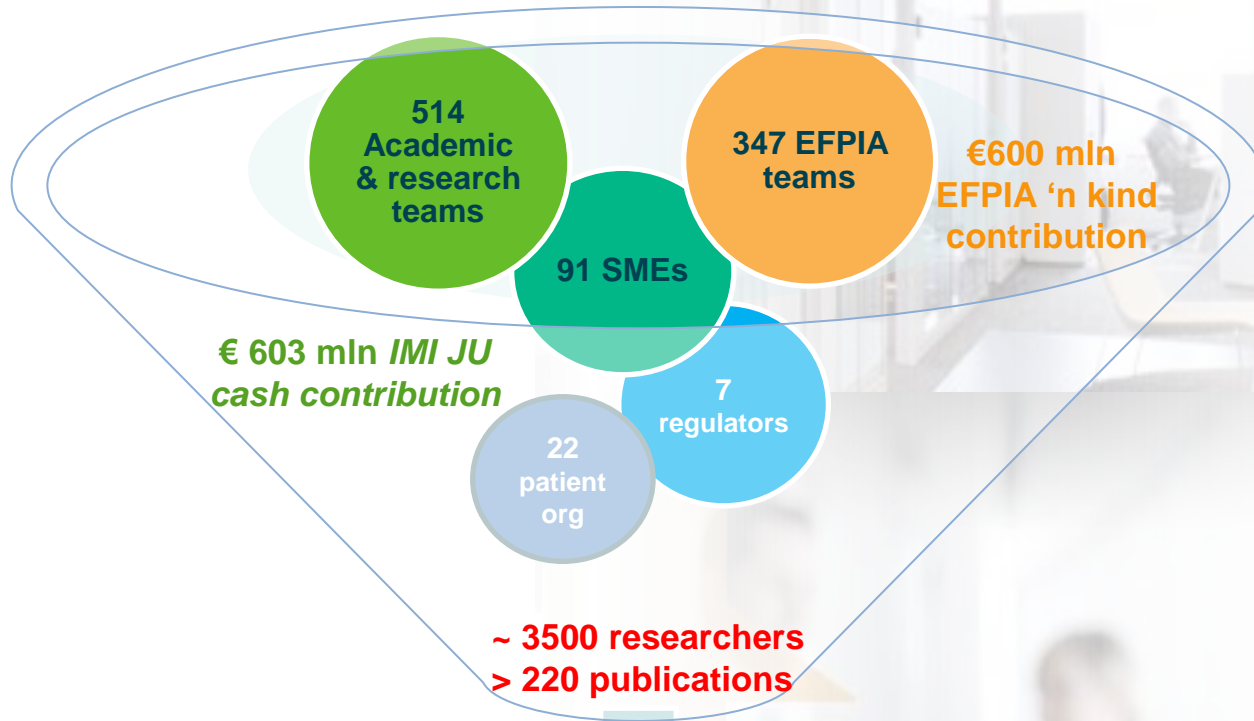 514
Academic
& research
teams
347 EFPIA
teams
€600 mln
EFPIA ‘n kind
contribution
91 SMEs
€ 603 mln IMI JU
cash contribution
7
regulators
22
patient
org
~ 3500 researchers
> 220 publications